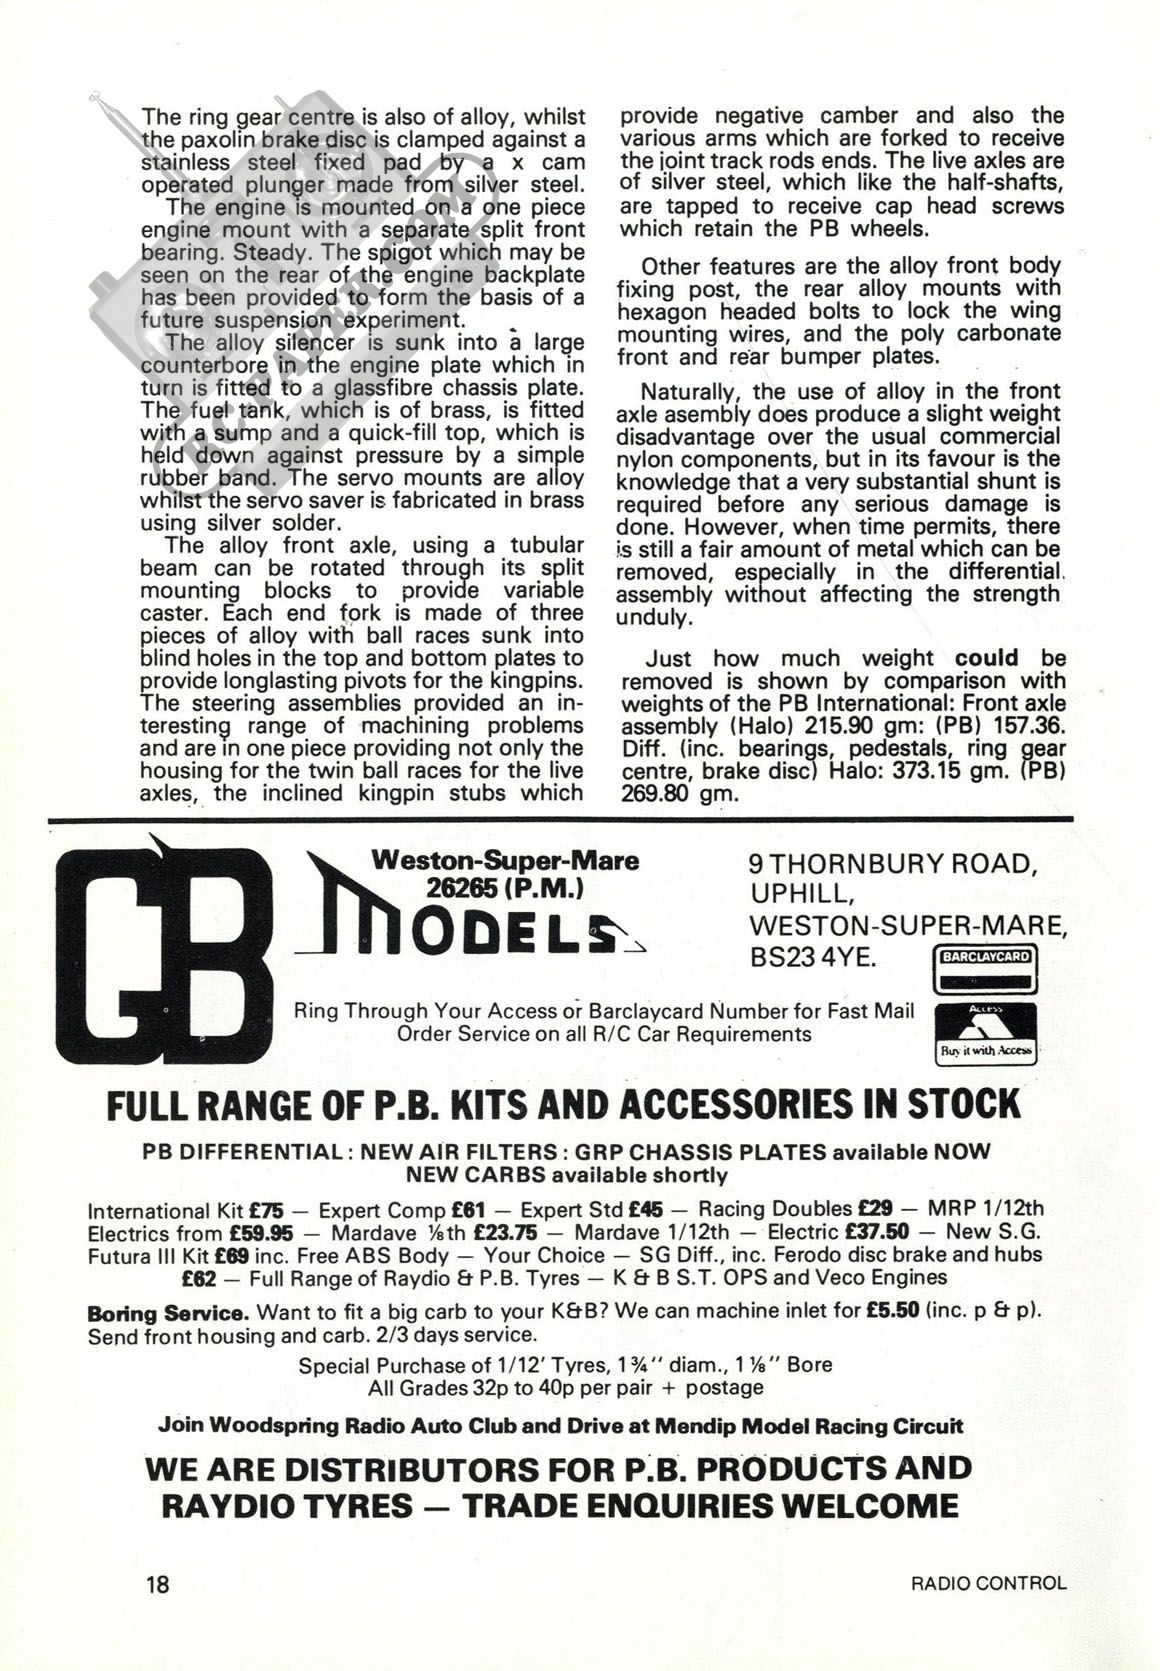 The ring gear centre is also of alloy, whilst
the paxolin brake disc is clamped against a
stainless steel fixed pad by a x cam
operated plunger made from silver steel.
The engine is mounted on a one piece
engine mount with a separate split front
bearing. Steady. The spigot which may be
seen on the rear of the engine backplate
has been provided to form the basis of a
future suspension experiment.
The alloy silencer is sunk into a large
counterbore in the engine plate which in
turn is fitted to a glassfibre chassis plate.
The fuel tank, which is of brass, is fitted
with a sump and a quick-fill top, which is
held down against pressure by a simple
rubber band. The servo mounts are alloy
whilst the servo saver is fabricated in brass
using silver solder.
The alloy front axle, using a tubular
beam can be rotated through its split
mounting blocks to provide variable
caster. Each end fork is made of three
pieces of alloy with ball races sunk into
blind holes in the top and bottom plates to
provide longlasting pivots for the kingpins.
The steering assemblies provided an in-
teresting range of machining problems
and are in one piece providing not only the
housing for the twin ball races for the live
axles, the inclined kingpin stubs which
provide negative camber and also the
various arms which are forked to receive
the joint track rods ends. The live axles are
of silver steel, which like the half-shafts,
are tapped to receive cap head screws
which retain the PB wheels.
Other features are the alloy front body
fixing post, the rear alloy mounts with
hexagon headed bolts to lock the wing
mounting wires, and the poly carbonate
front and rear bumper plates.
Naturally, the use of alloy in the front
axle asembly does produce a slight weight
disadvantage over the usual commercial
nylon components, but in its favour is the
knowledge that a very substantial shunt is
required before any serious damage is
done. However, when time permits, there
is still a fair amount of metal which can be
removed, especially in the differential.
assembly without affecting the strength
unduly.
Just how much weight could be
removed is shown by comparison with
weights of the PB International: Front axle
assembly (Halo) 215.90 gm: (PB) 157.36.
Diff. (inc. bearings, pedestals, ring gear
centre, brake disc) Halo: 373.15 gm. (PB)
269.80 gm.
RC-PAPER.COM
GB
MODELS
Weston-Super-Mare
26265 (P.M.)
9 THORNBURY ROAD,
UPHILL,
WESTON-SUPER-MARE,
BS23 4YE.
BARCLAYCARD
Access
Buy it with Access
Ring Through Your Access or Barclaycard Number for Fast Mail
Order Service on all R/C Car Requirements
FULL RANGE OF P.B. KITS AND ACCESSORIES IN STOCK
PB DIFFERENTIAL : NEW AIR FILTERS : GRP CHASSIS PLATES available NOW
NEW CARBS available shortly
International Kit £75 — Expert Comp £61 — Expert Std £45 — Racing Doubles £29 — MRP 1/12th
Electrics from £59.95 — Mardave ⅛th £23.75 — Mardave 1/12th — Electric £37.50 — New S.G.
Futura III Kit £69 inc. Free ABS Body — Your Choice — SG Diff., inc. Ferodo disc brake and hubs
£62 — Full Range of Raydio & P.B. Tyres — K & B S.T. OPS and Veco Engines
Boring Service. Want to fit a big carb to your K&B? We can machine inlet for £5.50 (inc. p & p).
Send front housing and carb. 2/3 days service.
Special Purchase of 1/12' Tyres, 1¾'' diam., 1⅛'' Bore
All Grades 32p to 40p per pair + postage
Join Woodspring Radio Auto Club and Drive at Mendip Model Racing Circuit
WE ARE DISTRIBUTORS FOR P.B. PRODUCTS AND
RAYDIO TYRES — TRADE ENQUIRIES WELCOME
18
RADIO CONTROL